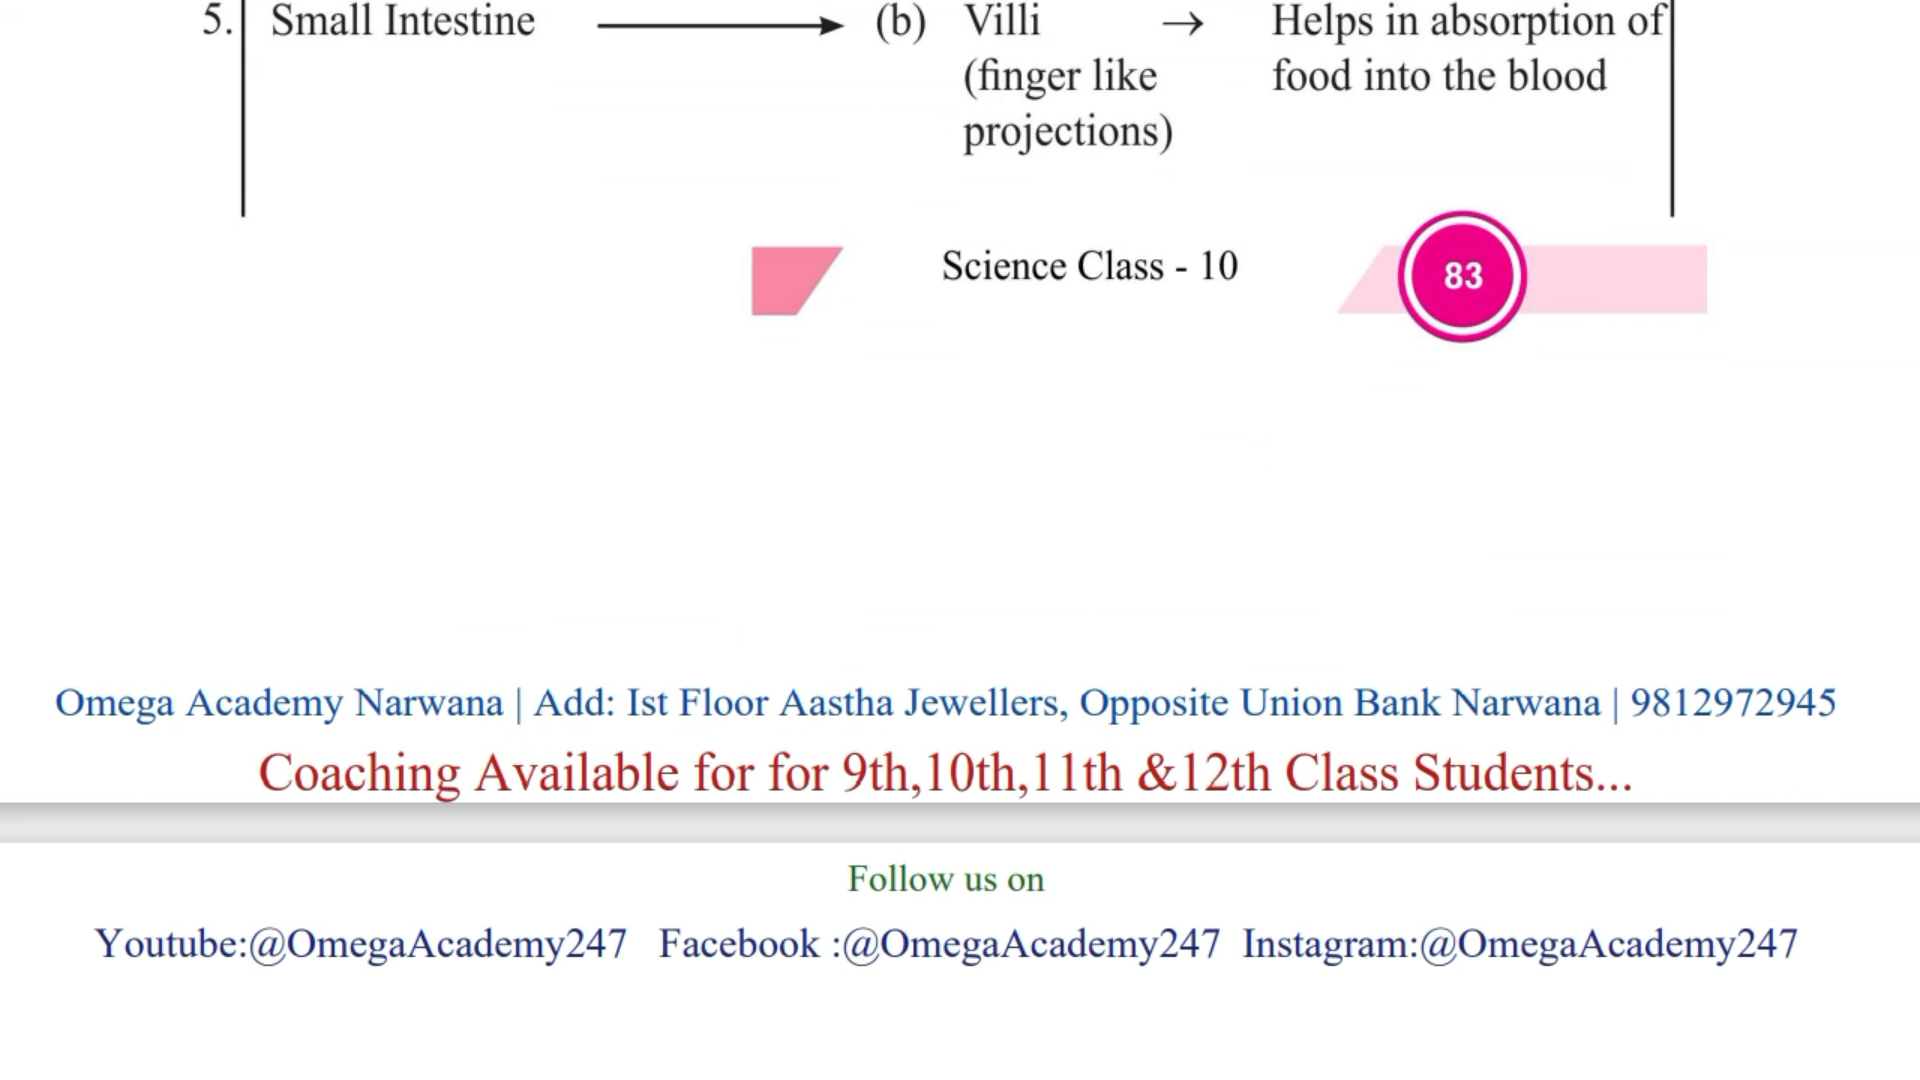 5. Small Intestine ⟶ (b) Villi → Helps in absorption of
(finger like food into the blood
projections)
Science Class - 10
83
Omega Academy Narwana | Add: Ist Floor Aastha Jewellers, Opposite Union Bank Narwana | 9812972945
Coaching Available for for 9th,10th,11th &12th Class Students...
Follow us on
Youtube:@OmegaAcademy247 Facebook :@OmegaAcademy247 Instagram:@OmegaAcademy247